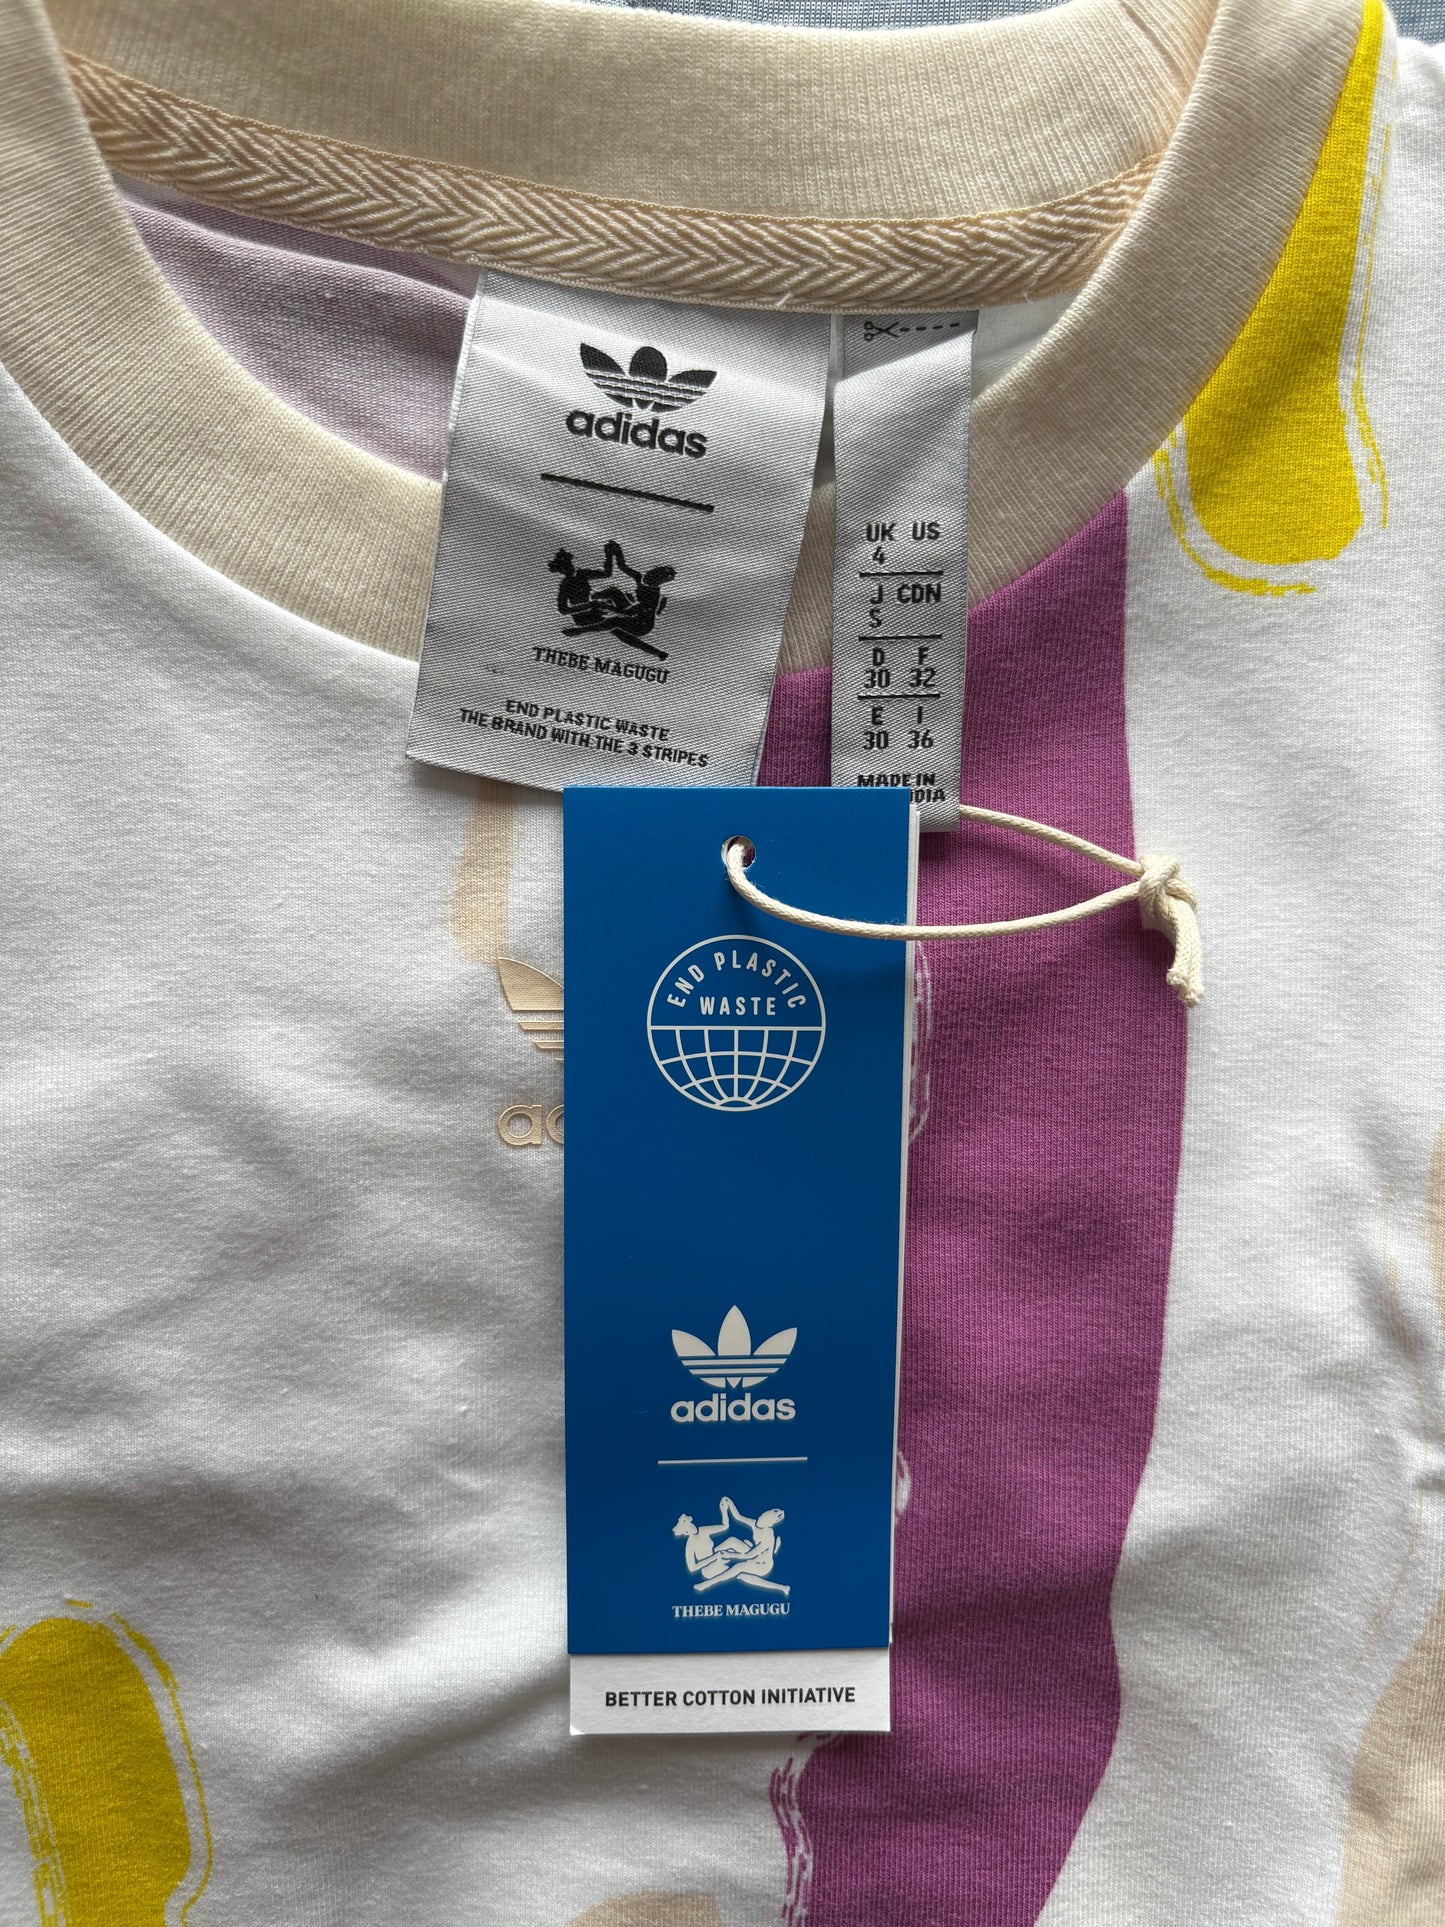 adidas
THEBE MAGUGU
END PLASTIC WASTE
THE BRAND WITH THE 3 STRIPES
UK US
4
J CDN
S
D F
30 32
E I
30 36
MADE IN
END PLASTIC
WASTE
adidas
THEBE MAGUGU
BETTER COTTON INITIATIVE